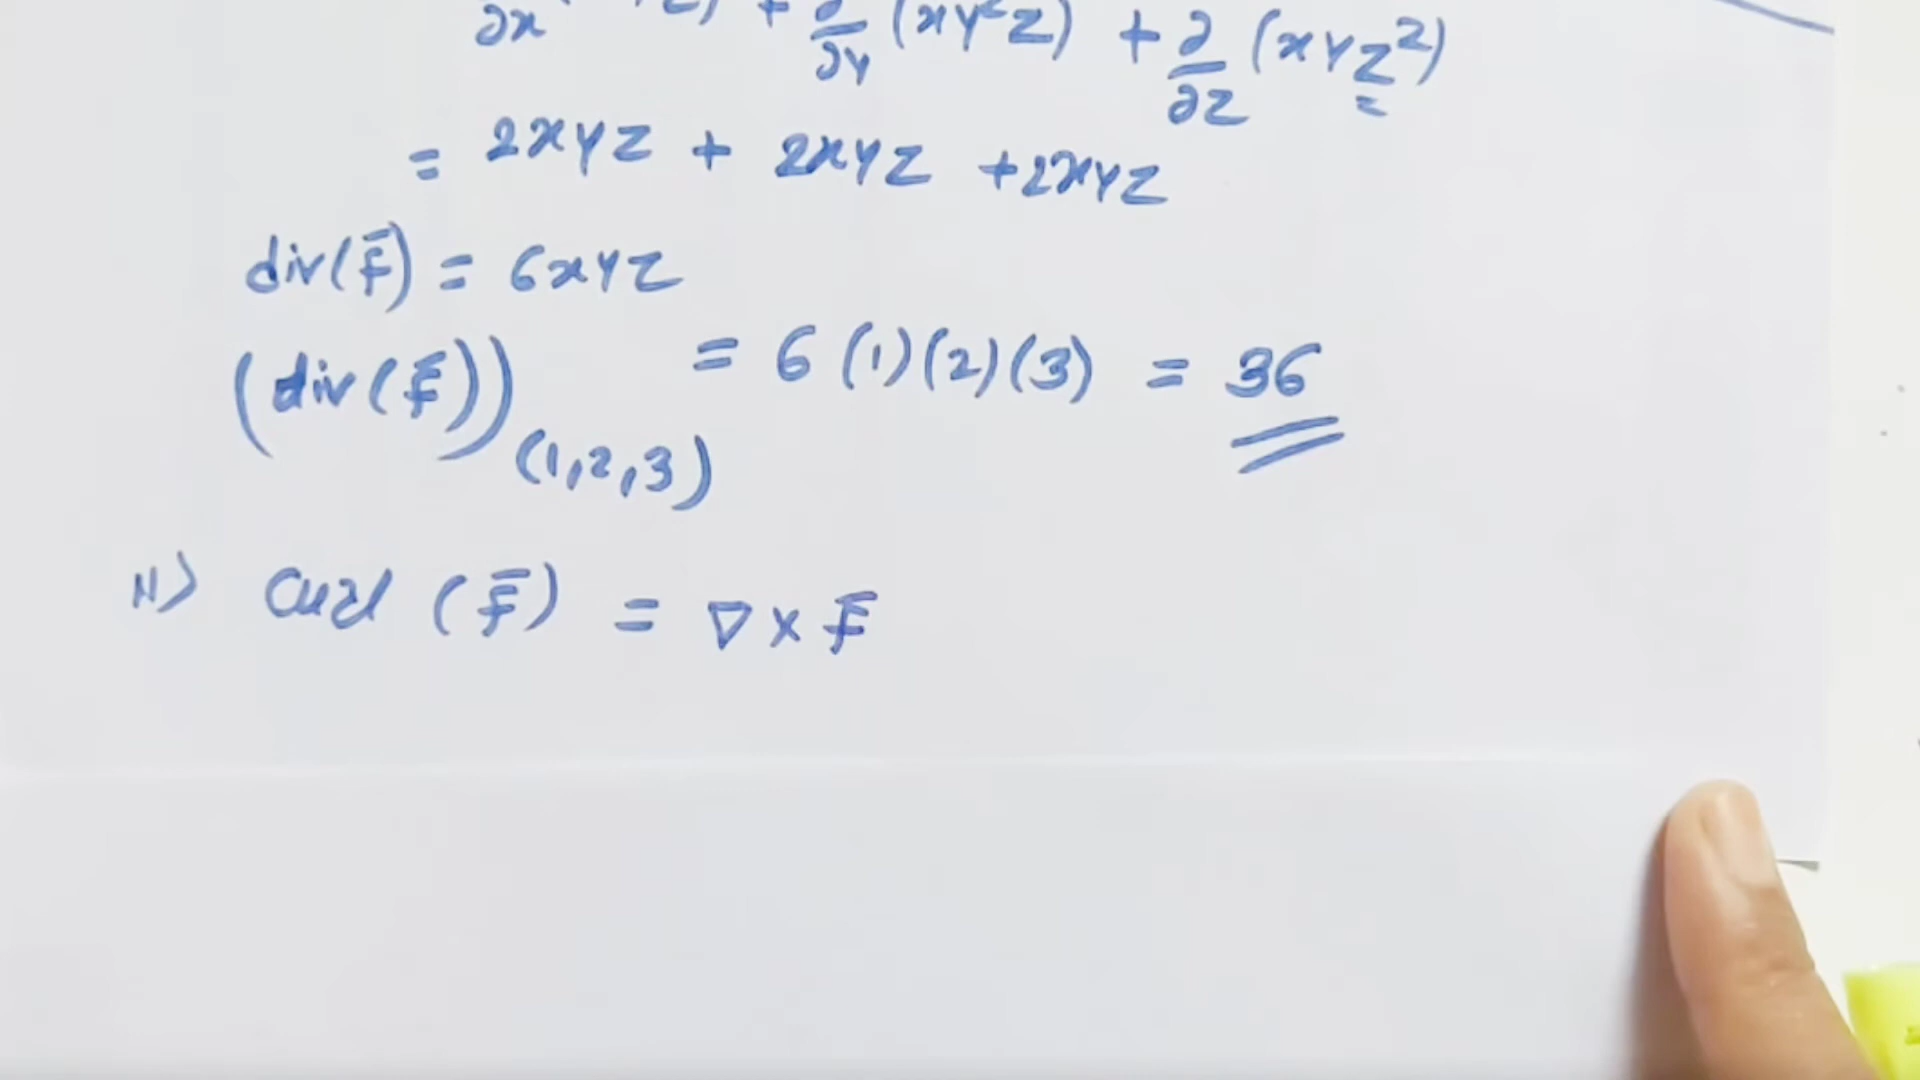 ∂x z) + ∂/∂y (xy²z) + ∂/∂z (xyz²)
= 2xyz + 2xyz + 2xyz
div(F̄) = 6xyz
(div(F̄))(1,2,3) = 6(1)(2)(3) = 36
ii) Curl (F̄) = ∇ × F̄